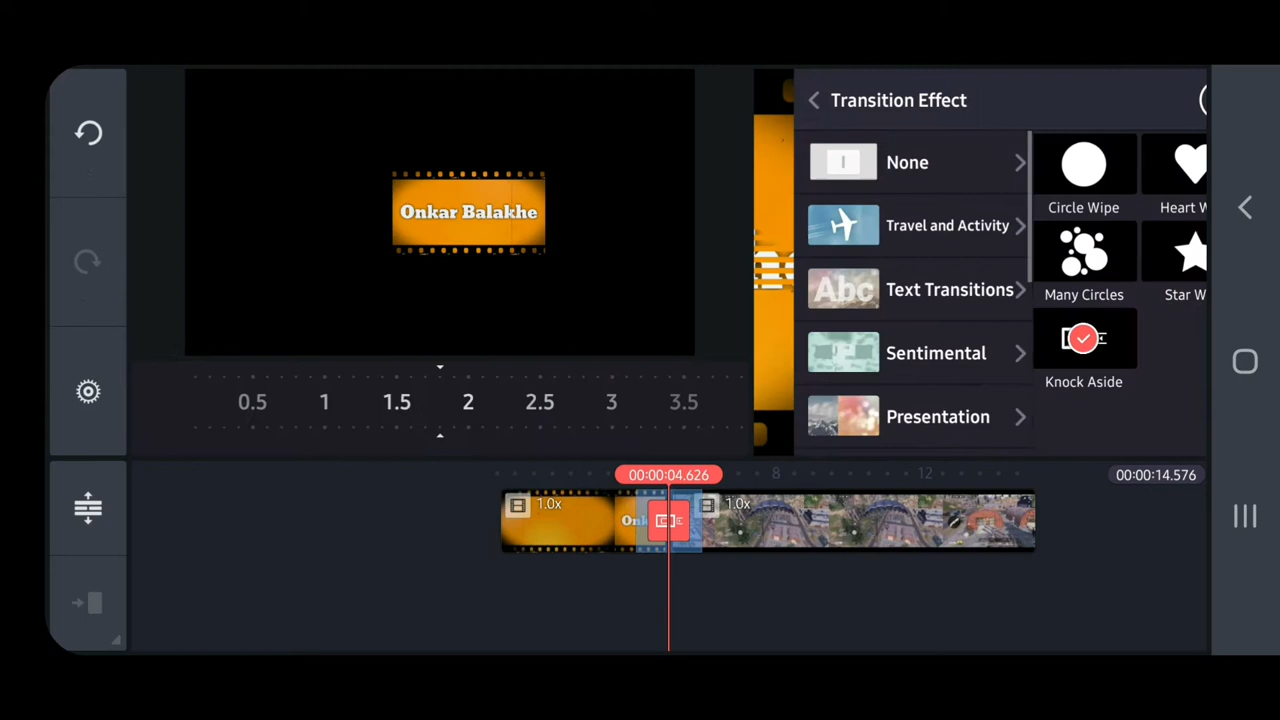 Transition Effect
Onkar Balakhe
None
Travel and Activity
Abc
Text Transitions
Sentimental
Presentation
Circle Wipe
Heart W
Many Circles
Star W
Knock Aside
0.5 1 1.5 2 2.5 3 3.5
00:00:04.626
8
12
00:00:14.576
1.0x
Onk
1.0x